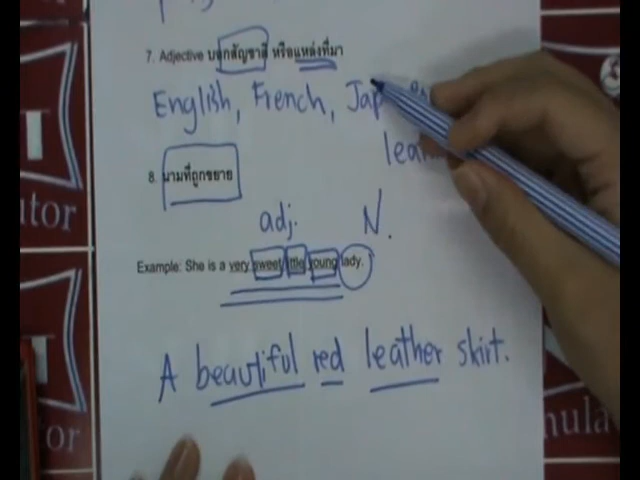 7. Adjective บอกสัญชาติ หรือแหล่งที่มา
English, French, Jap
8. นามที่ถูกขยาย
adj. N.
Example: She is a very sweet little young lady.
A beautiful red leather skirt.